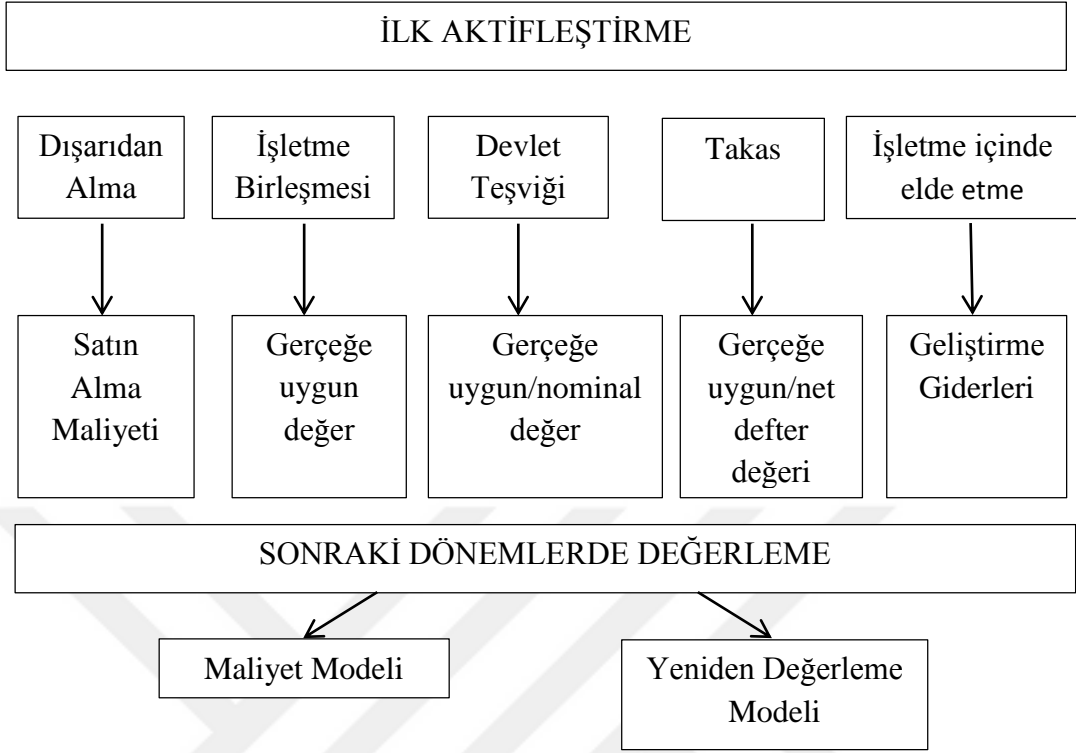 İLK AKTİFLEŞTİRME
Dışarıdan
Alma
İşletme
Birleşmesi
Devlet
Teşviği
Takas
İşletme içinde
elde etme
Satın
Alma
Maliyeti
Gerçeğe
uygun
değer
Gerçeğe
uygun/nominal
değer
Gerçeğe
uygun/net
defter
değeri
Geliştirme
Giderleri
SONRAKİ DÖNEMLERDE DEĞERLEME
Maliyet Modeli
Yeniden Değerleme
Modeli